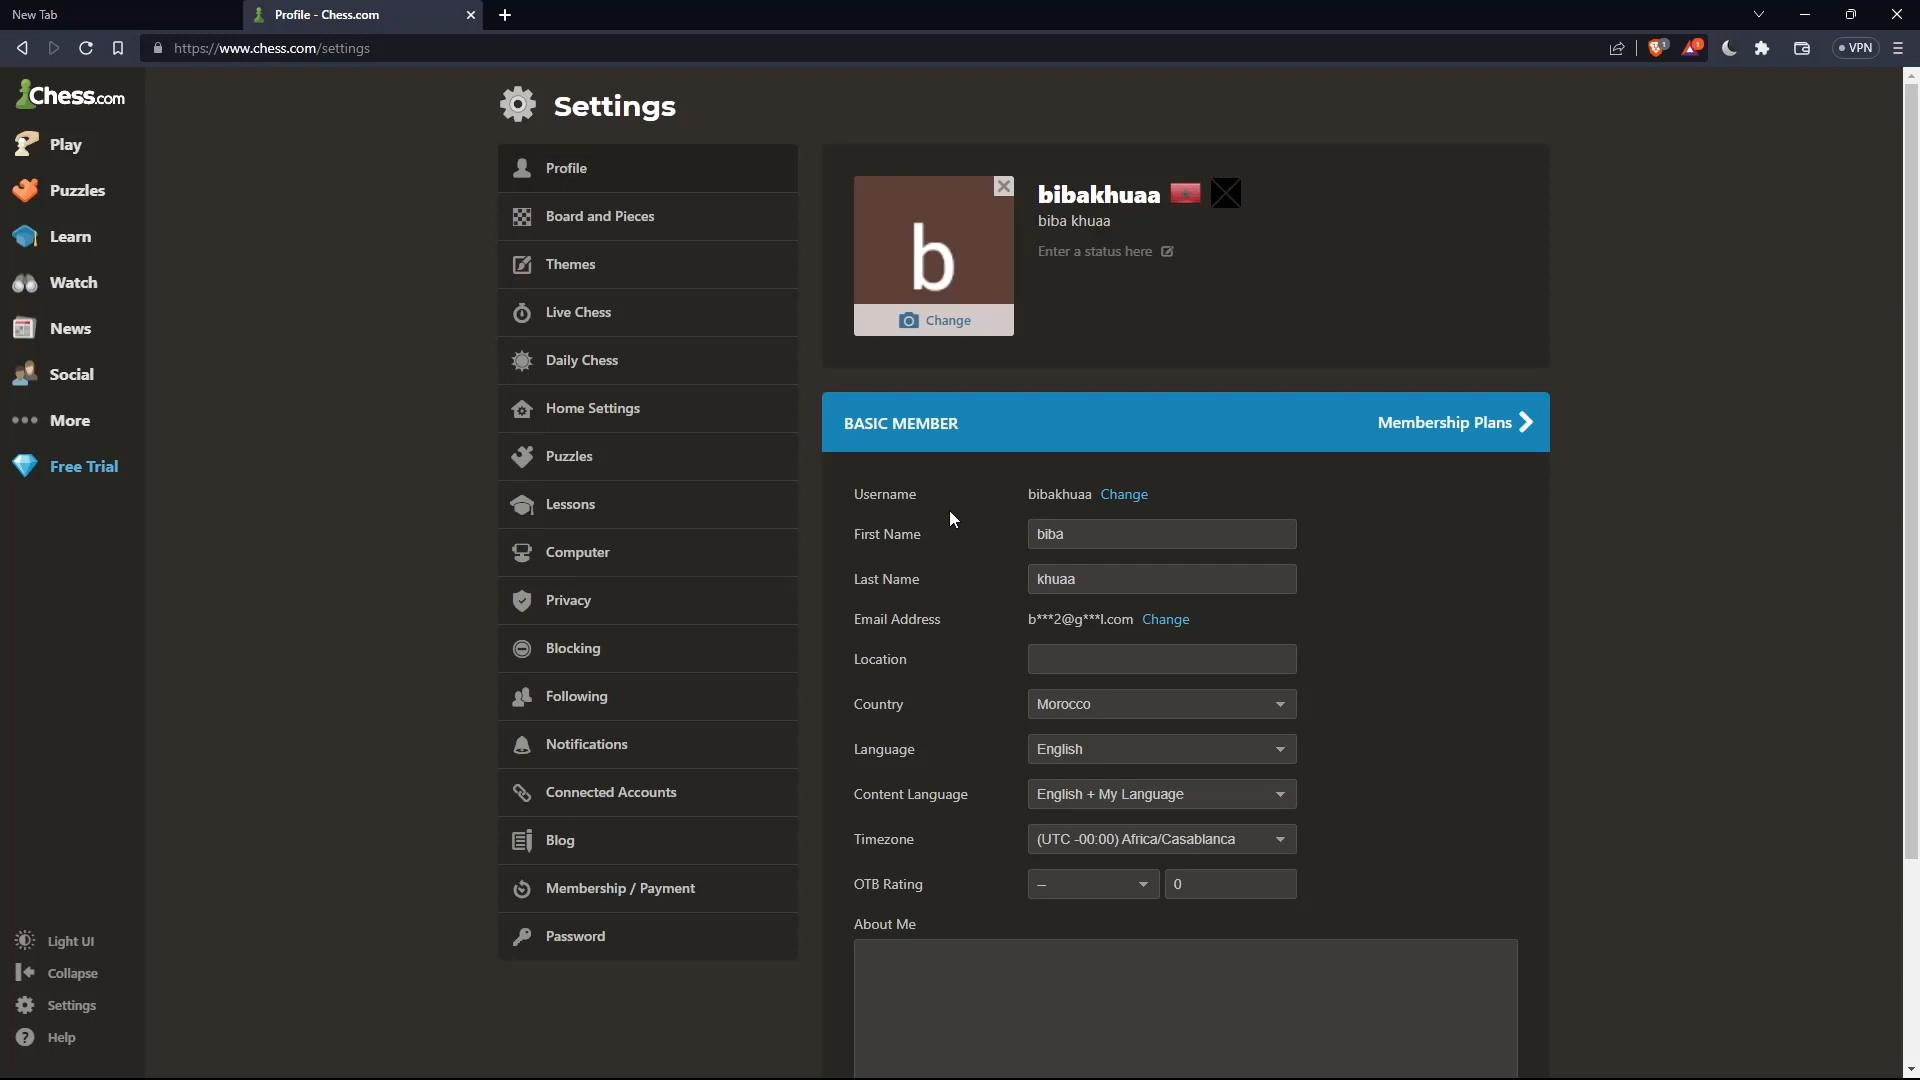 New Tab
Profile - Chess.com
https://www.chess.com/settings
1
1
VPN
Chess.com
Play
Puzzles
Learn
Watch
News
Social
More
Free Trial
Light UI
Collapse
Settings
Help
Settings
Profile
Board and Pieces
Themes
Live Chess
Daily Chess
Home Settings
Puzzles
Lessons
Computer
Privacy
Blocking
Following
Notifications
Connected Accounts
Blog
Membership / Payment
Password
b
Change
bibakhuaa
biba khuaa
Enter a status here
BASIC MEMBER Membership Plans
Username bibakhuaa Change
First Name biba
Last Name khuaa
Email Address b***2@g***l.com Change
Location
Country Morocco
Language English
Content Language English + My Language
Timezone (UTC -00:00) Africa/Casablanca
OTB Rating -- 0
About Me